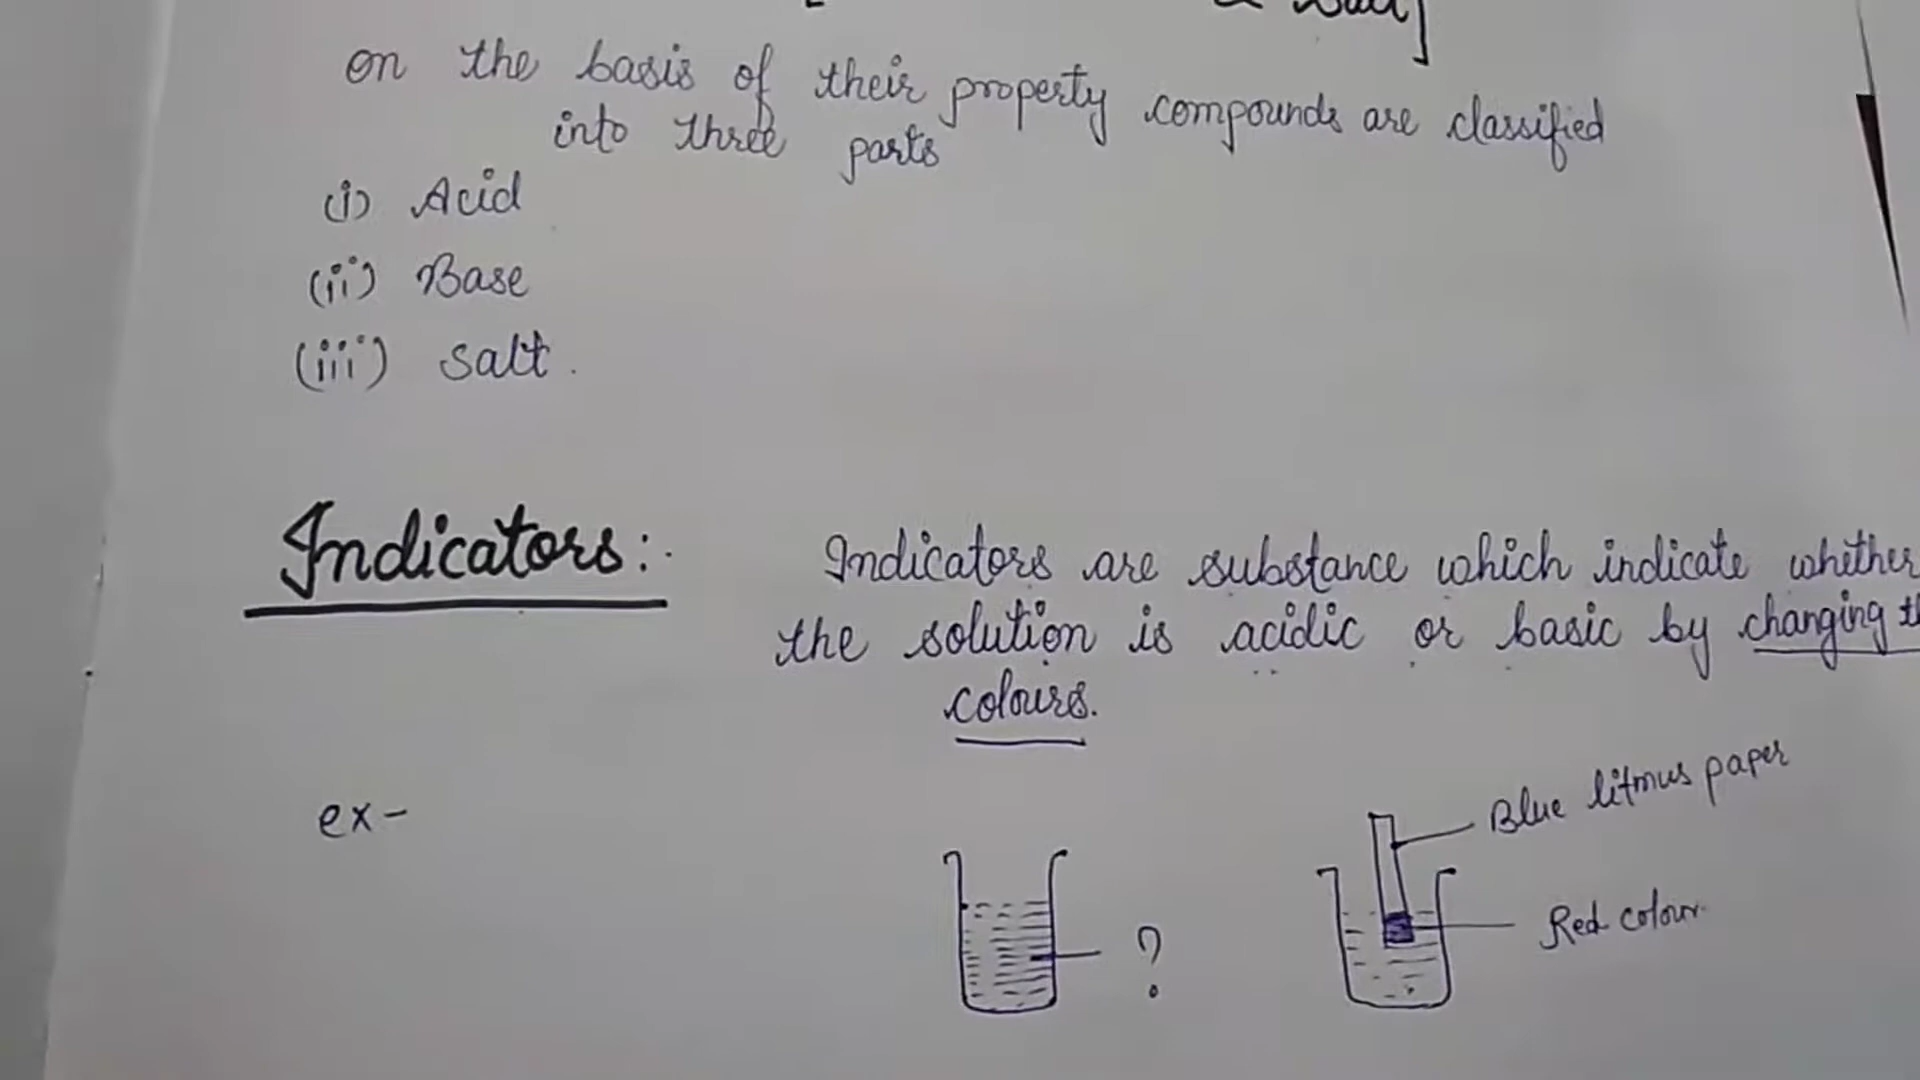 on the basis of their property compounds are classified
into three parts
(i) Acid
(ii) Base
(iii) Salt.
Indicators:
Indicators are substance which indicate whether
the solution is acidic or basic by changing
colours.
ex-
Blue litmus paper
?
Red colour